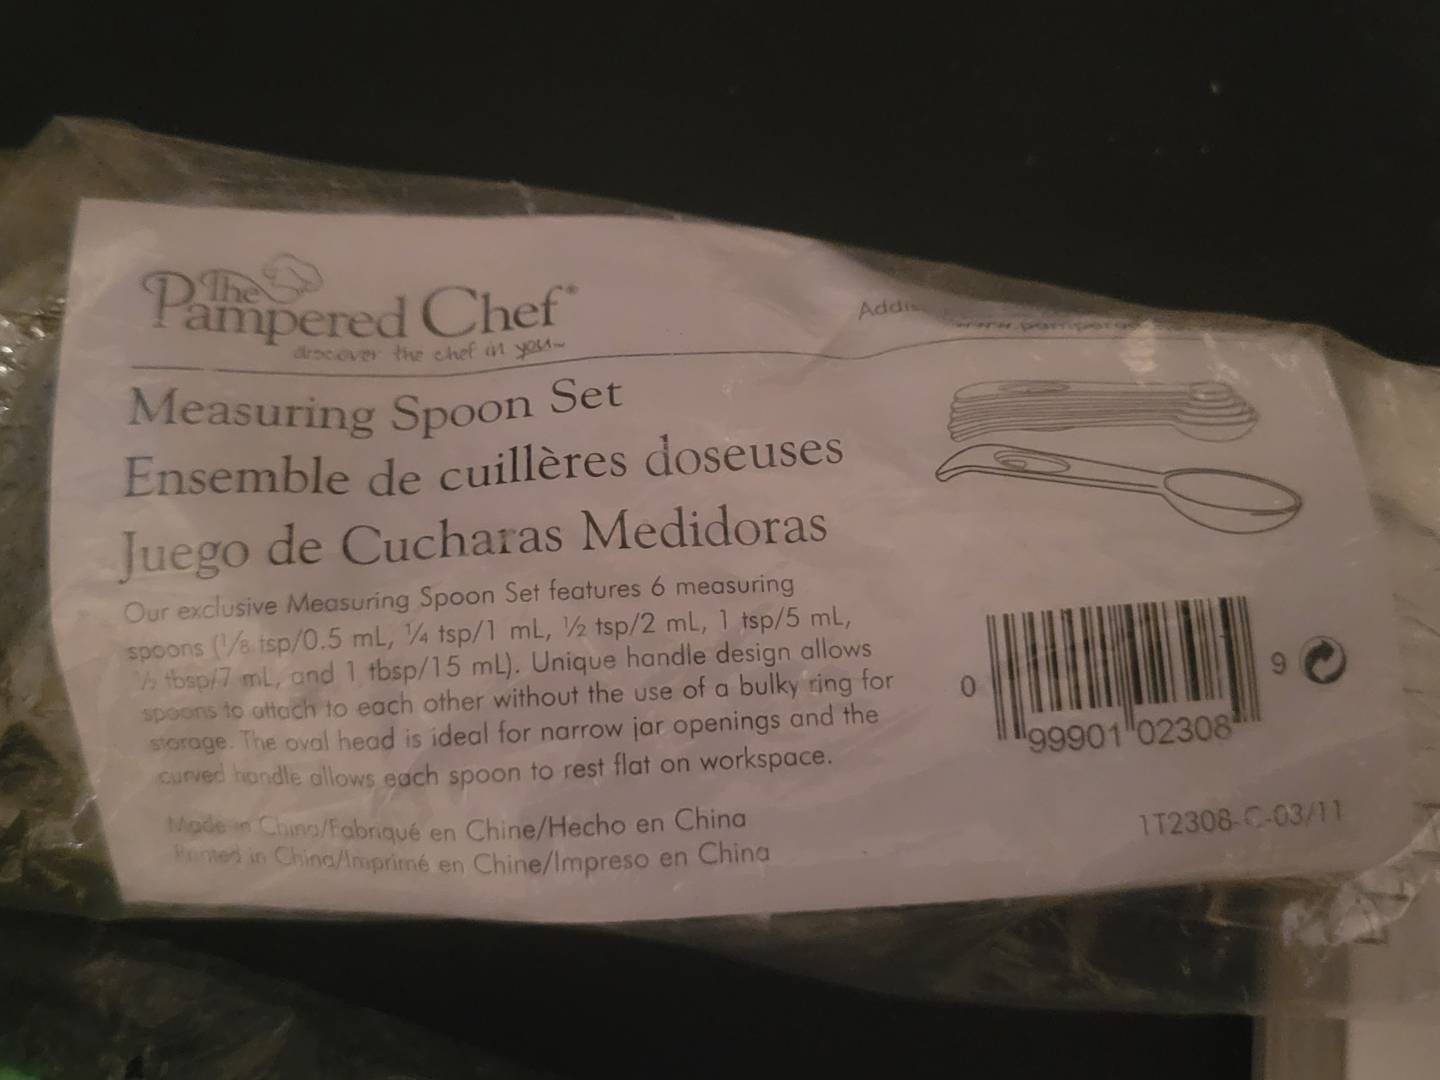 The
Pampered Chef®
discover the chef in you™
Measuring Spoon Set
Ensemble de cuillères doseuses
Juego de Cucharas Medidoras
Our exclusive Measuring Spoon Set features 6 measuring
spoons (⅛ tsp/0.5 mL, ¼ tsp/1 mL, ½ tsp/2 mL, 1 tsp/5 mL,
½ tbsp/7 mL, and 1 tbsp/15 mL). Unique handle design allows
spoons to attach to each other without the use of a bulky ring for
storage. The oval head is ideal for narrow jar openings and the
curved handle allows each spoon to rest flat on workspace.
Made in China/Fabriqué en Chine/Hecho en China
Printed in China/Imprimé en Chine/Impreso en China
0 99901 02308 9
1T2308-C-03/11